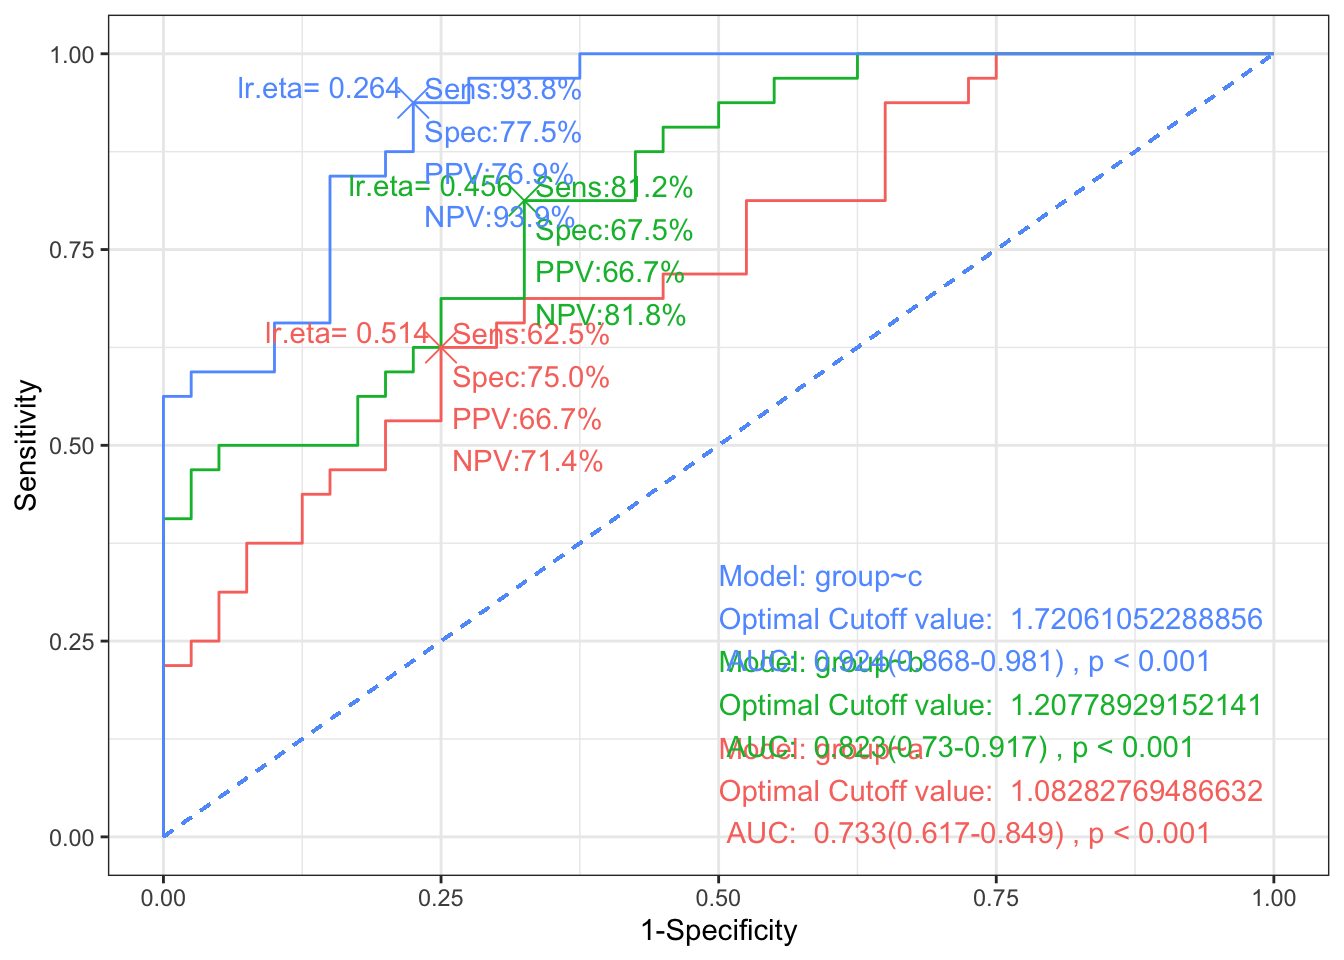 1.00
0.75
0.50
0.25
0.00
Sensitivity
lr.eta= 0.264
Sens:93.8%
Spec:77.5%
PPV:76.9%
NPV:93.9%
lr.eta= 0.456
Sens:81.2%
Spec:67.5%
PPV:66.7%
NPV:81.8%
lr.eta= 0.514
Sens:62.5%
Spec:75.0%
PPV:66.7%
NPV:71.4%
Model: group~c
Optimal Cutoff value:  1.72061052288856
AUC:  0.924(0.868-0.981) , p < 0.001
Model: group~b
Optimal Cutoff value:  1.20778929152141
AUC:  0.823(0.73-0.917) , p < 0.001
Model: group~a
Optimal Cutoff value:  1.08282769486632
AUC:  0.733(0.617-0.849) , p < 0.001
0.00 0.25 0.50 0.75 1.00
1-Specificity